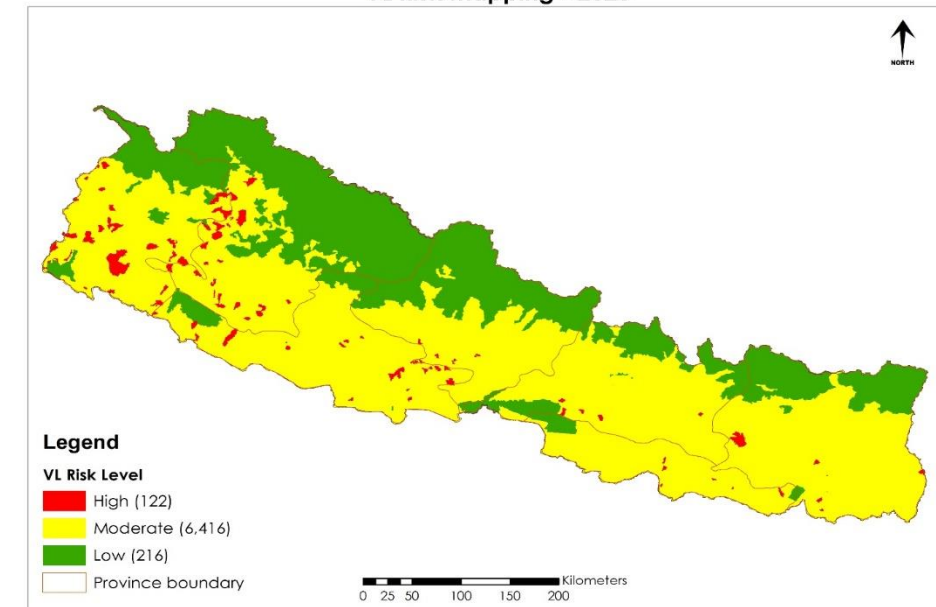 NORTH
Legend
VL Risk Level
High (122)
Moderate (6,416)
Low (216)
Province boundary
Kilometers
0 25 50 100 150 200